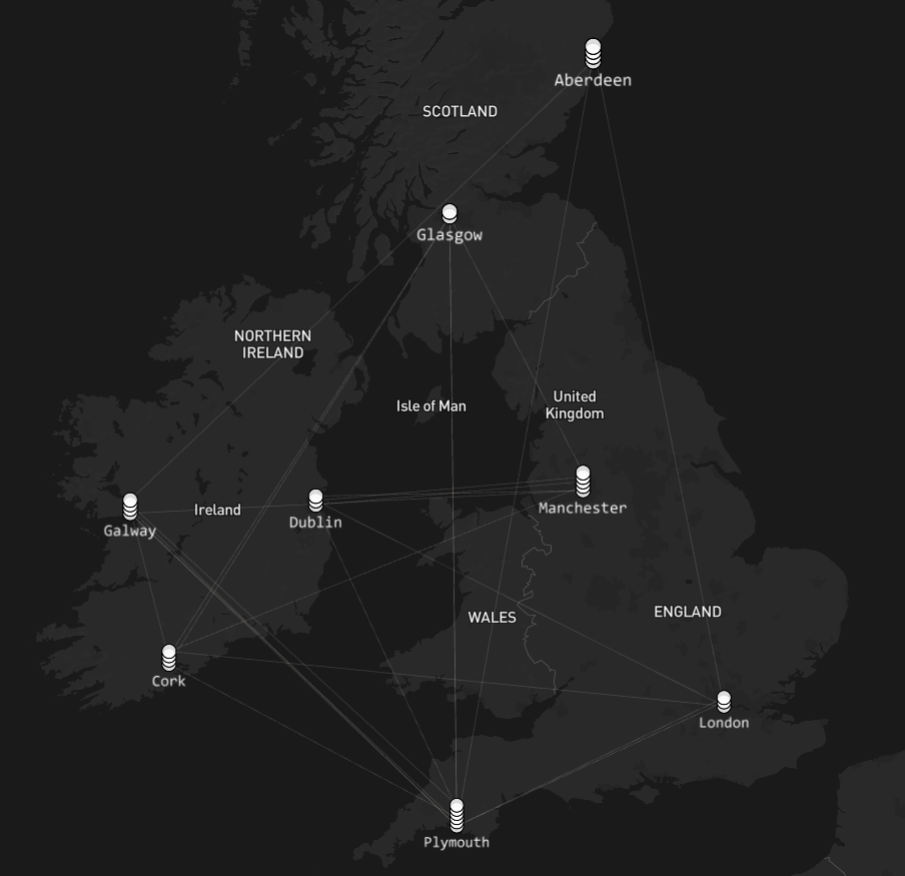 Aberdeen
SCOTLAND
Glasgow
NORTHERN
IRELAND
Isle of Man
United
Kingdom
Galway
Ireland
Dublin
Manchester
WALES
ENGLAND
Cork
London
Plymouth